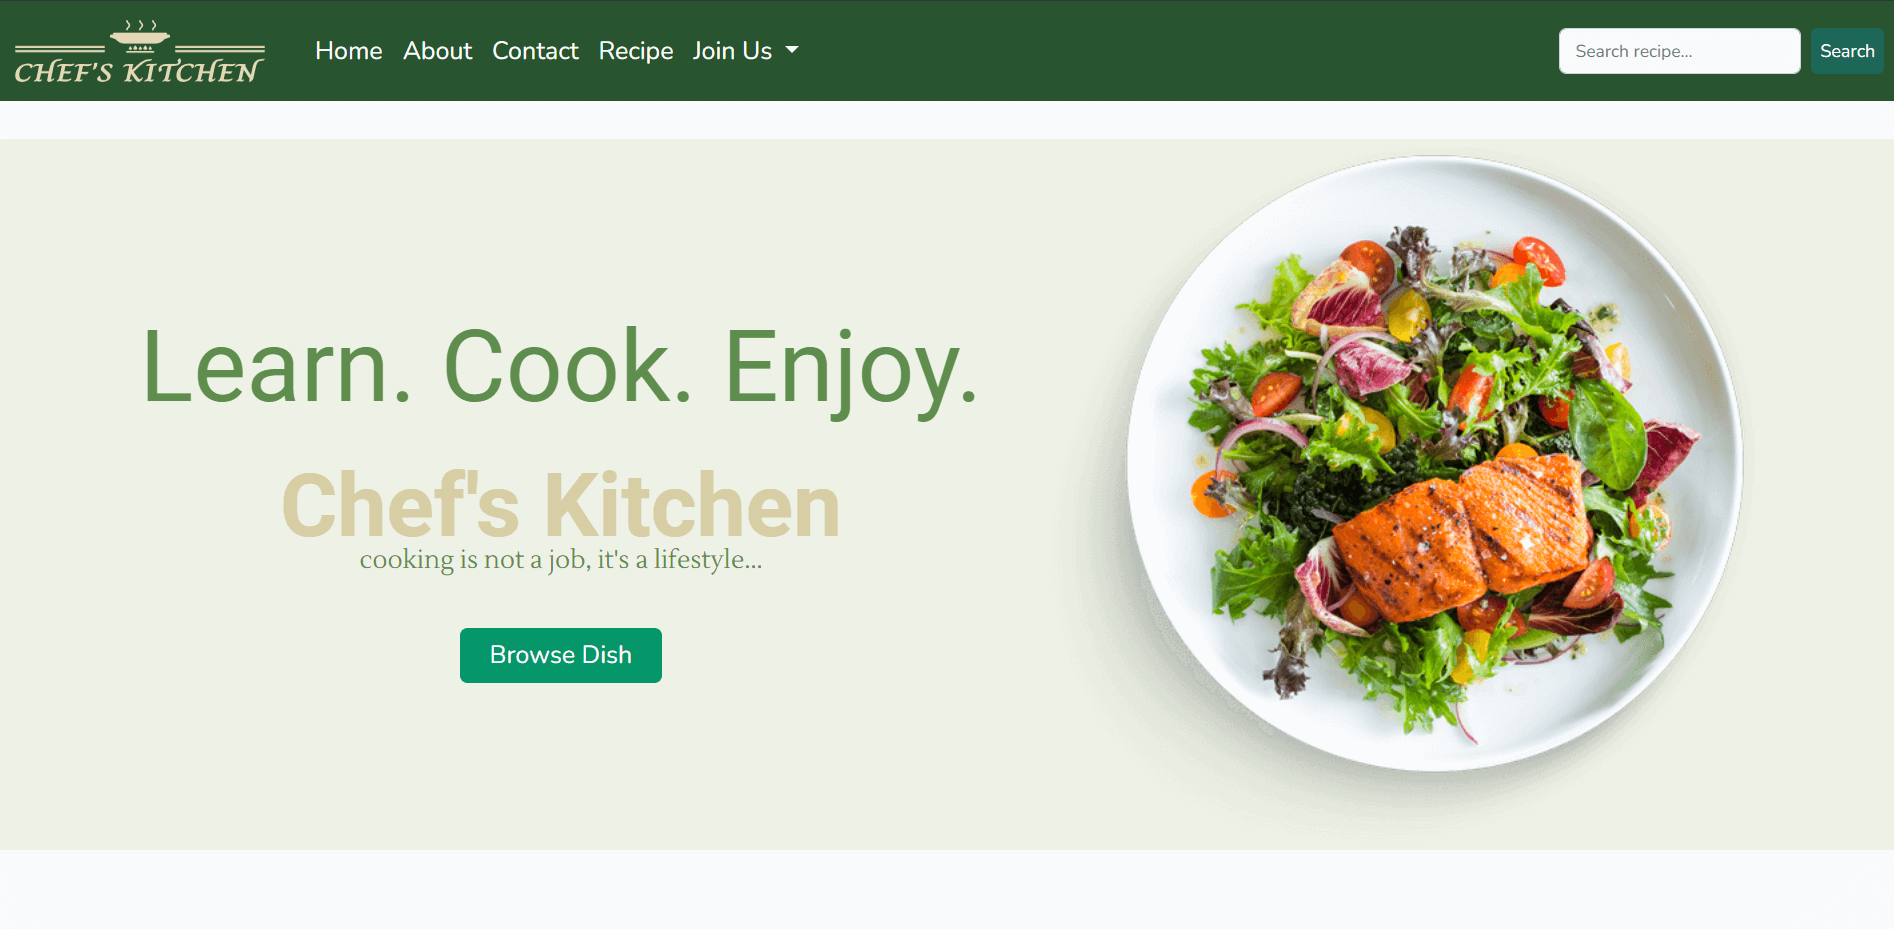 CHEF'S KITCHEN
Home About Contact Recipe Join Us
Search recipe...
Search
Learn. Cook. Enjoy.
Chef's Kitchen
cooking is not a job, it's a lifestyle...
Browse Dish